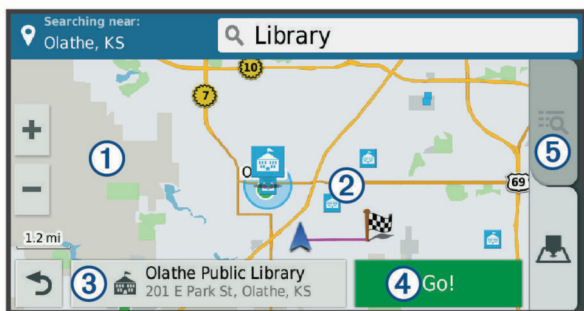 Searching near:
Olathe, KS
Library
10
7
+
1
5
O
2
69
−
1.2 mi
3
Olathe Public Library
201 E Park St, Olathe, KS
4
Go!